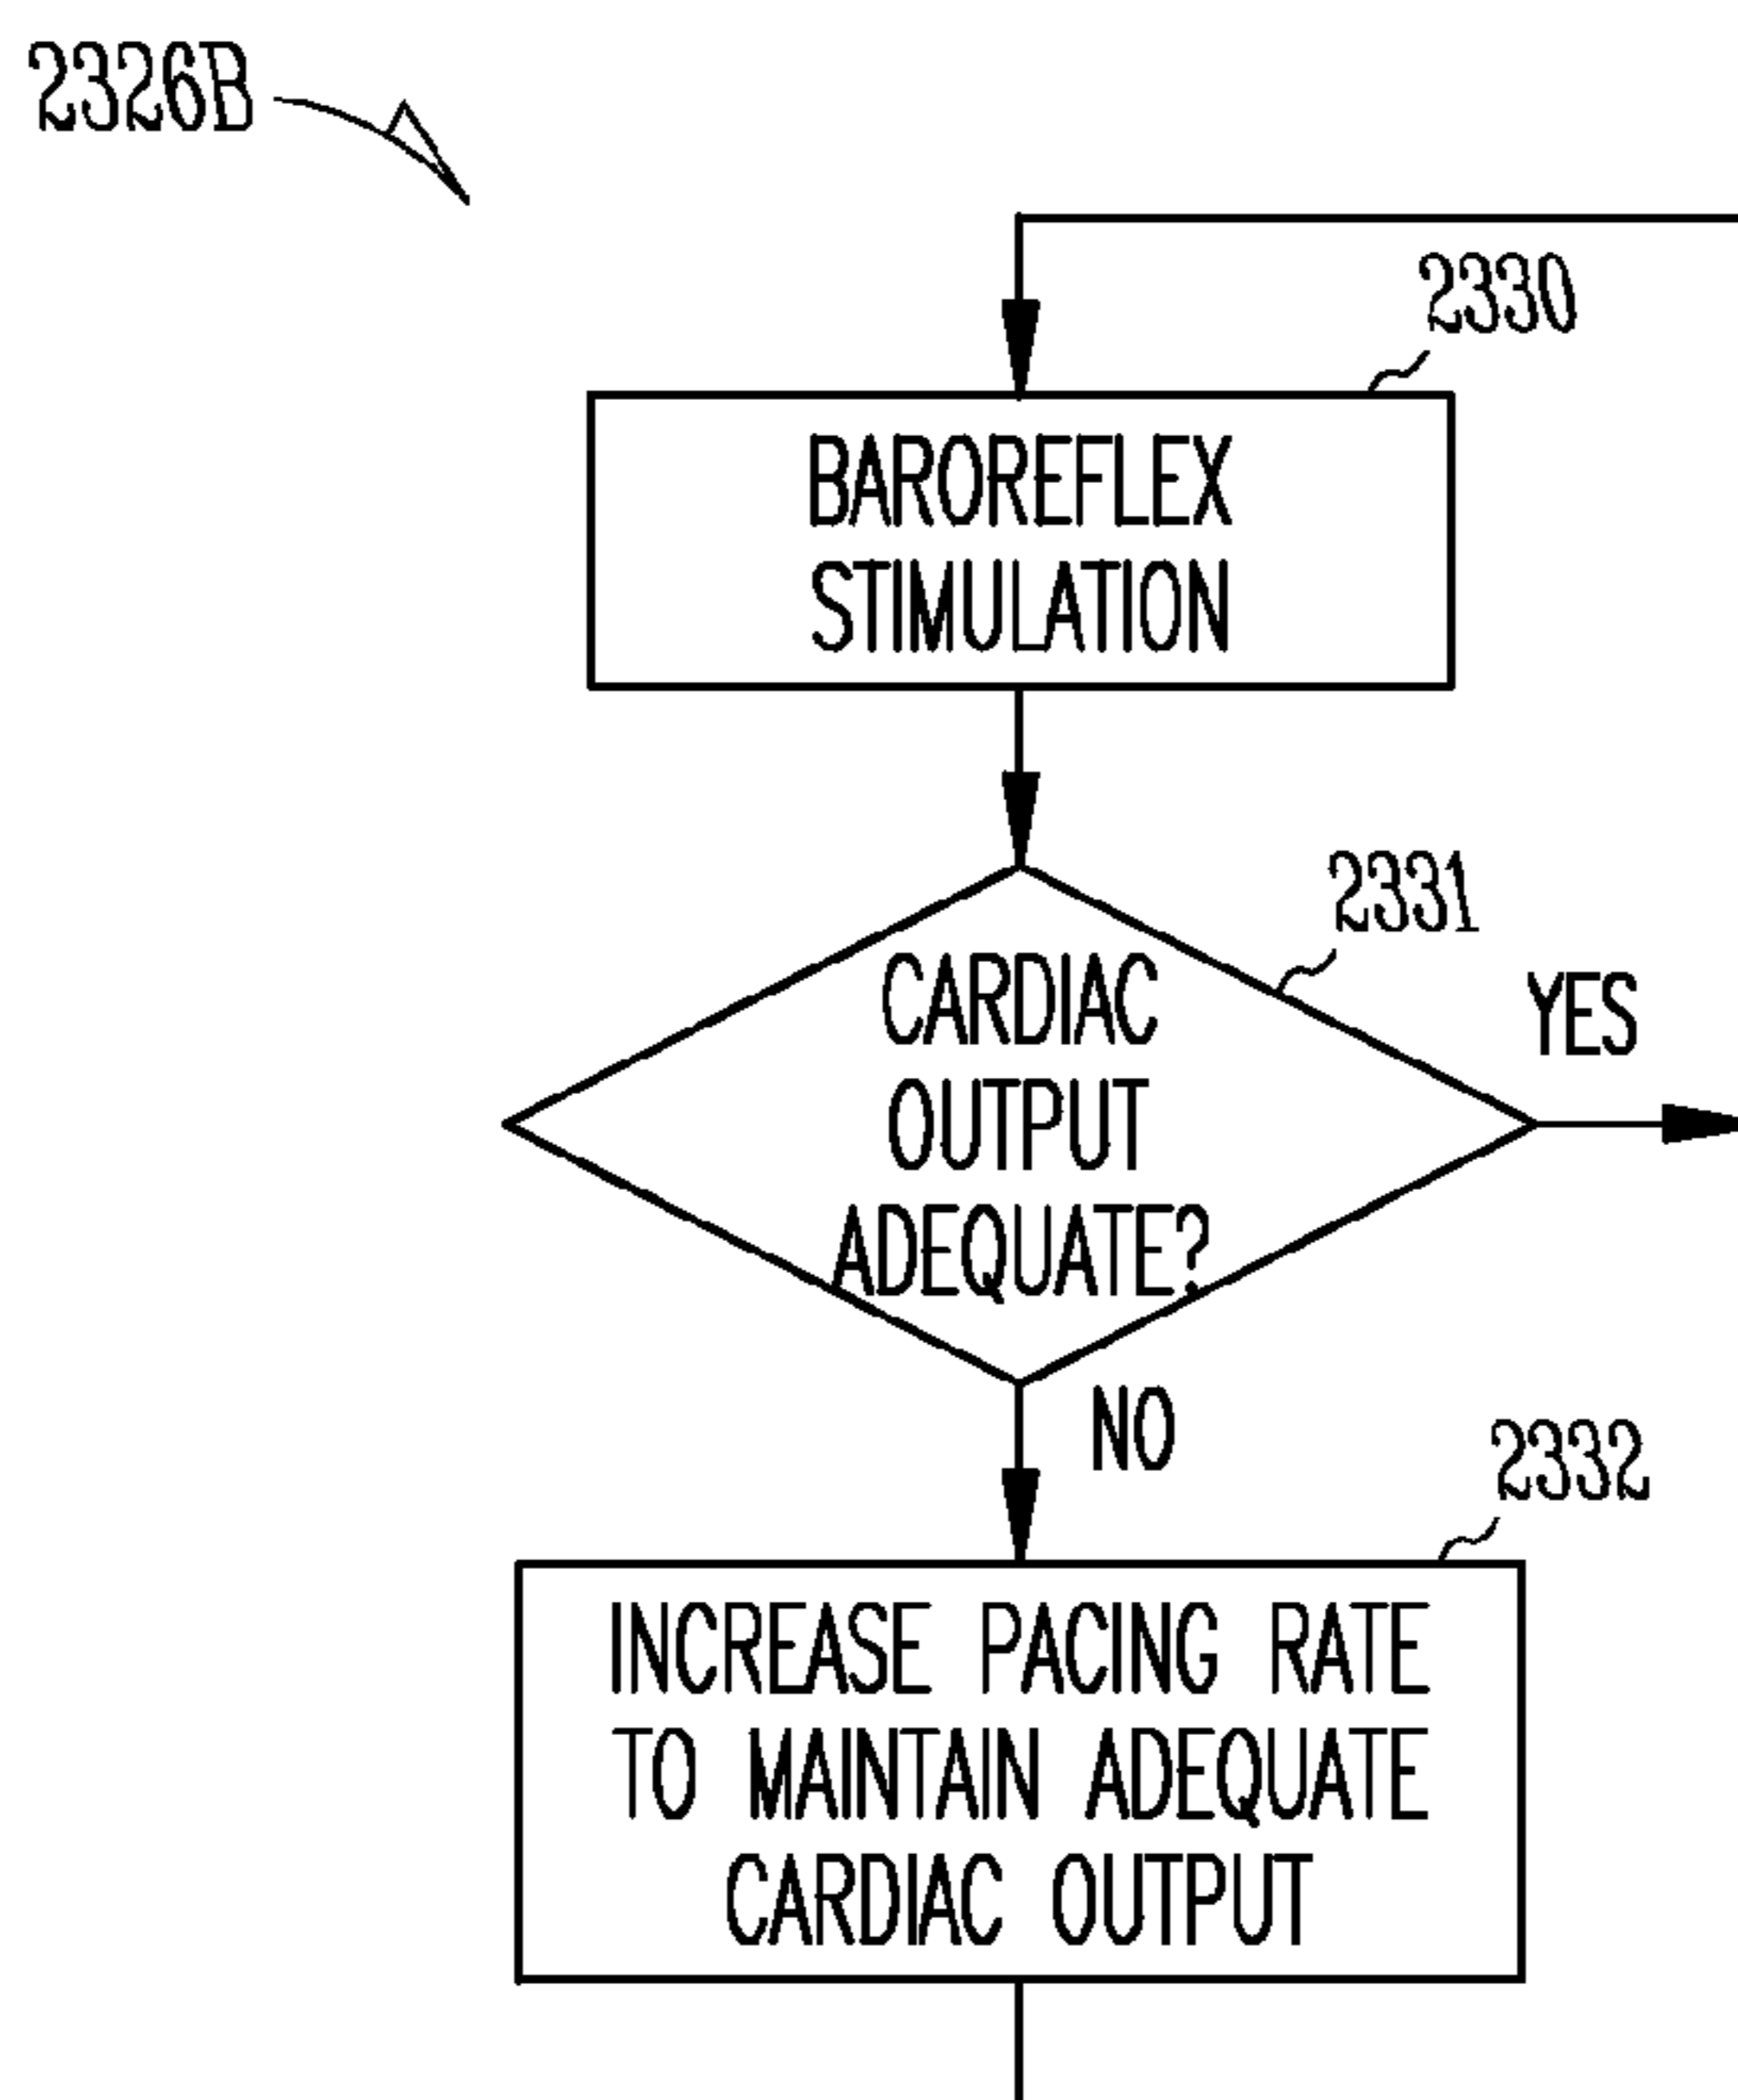 2326B
2330
BAROREFLEX
STIMULATION
2331
CARDIAC
OUTPUT
ADEQUATE?
YES
NO
2332
INCREASE PACING RATE
TO MAINTAIN ADEQUATE
CARDIAC OUTPUT